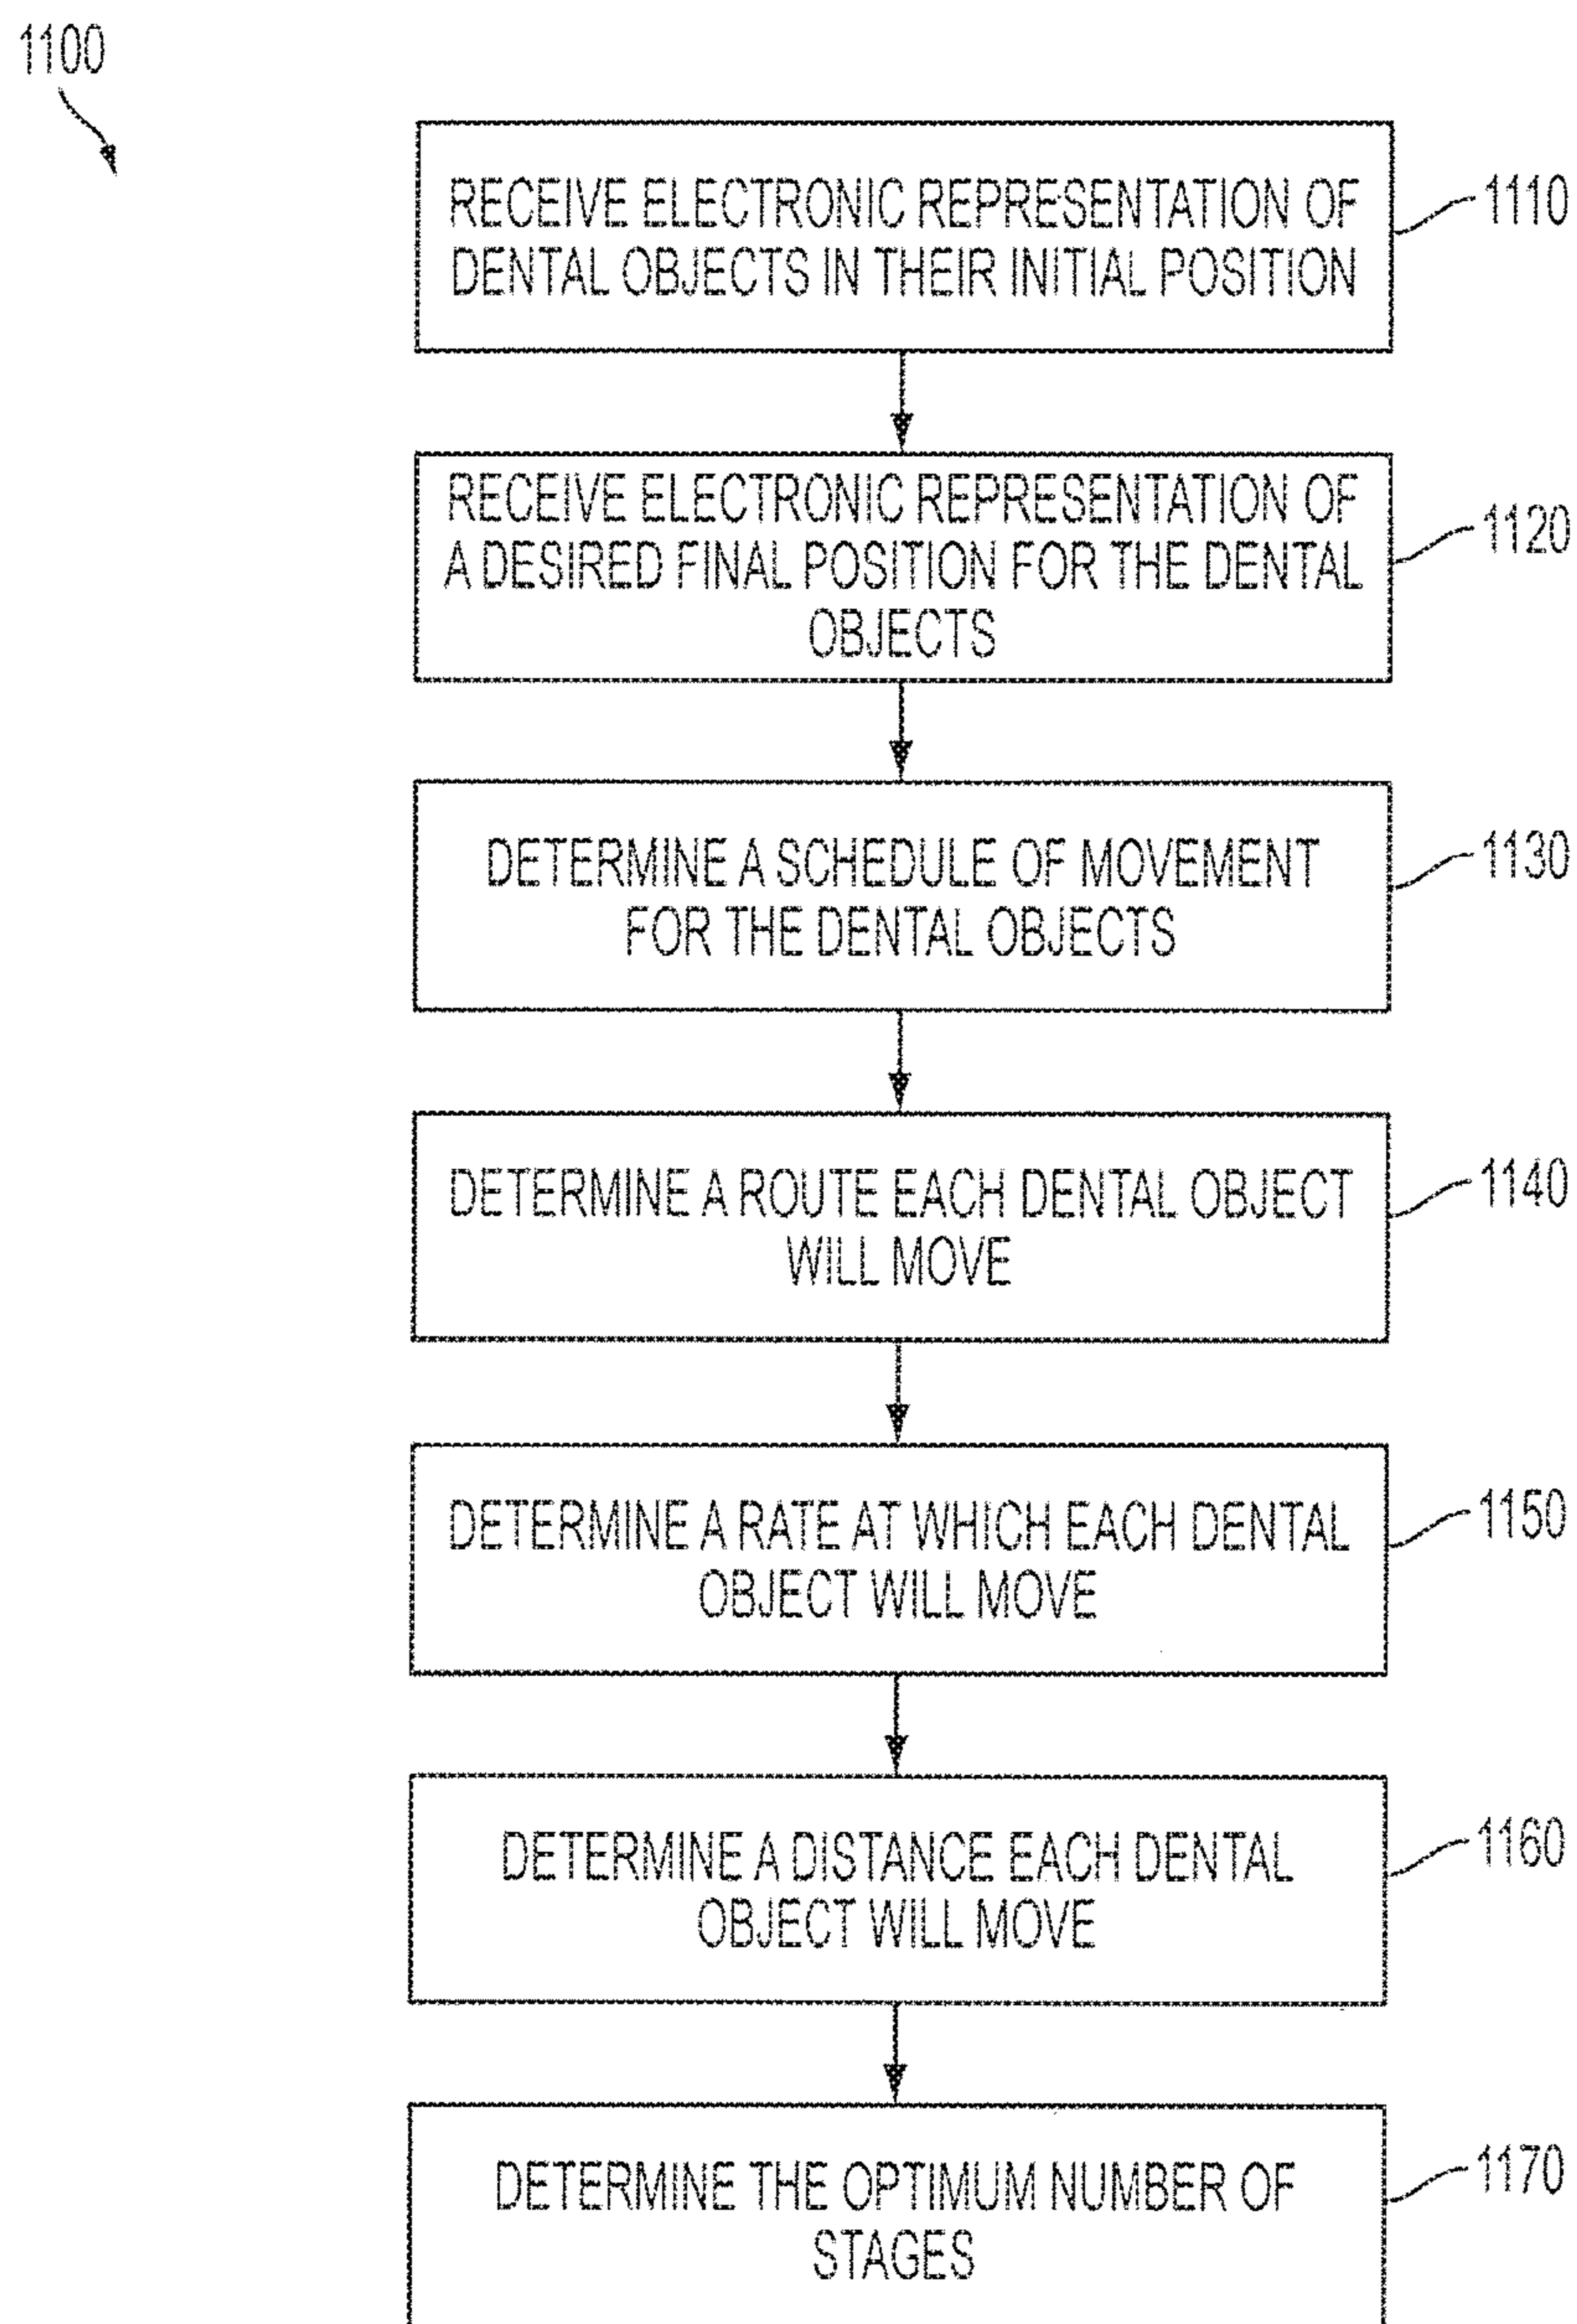 1100
RECEIVE ELECTRONIC REPRESENTATION OF
DENTAL OBJECTS IN THEIR INITIAL POSITION
1110
RECEIVE ELECTRONIC REPRESENTATION OF
A DESIRED FINAL POSITION FOR THE DENTAL
OBJECTS
1120
DETERMINE A SCHEDULE OF MOVEMENT
FOR THE DENTAL OBJECTS
1130
DETERMINE A ROUTE EACH DENTAL OBJECT
WILL MOVE
1140
DETERMINE A RATE AT WHICH EACH DENTAL
OBJECT WILL MOVE
1150
DETERMINE A DISTANCE EACH DENTAL
OBJECT WILL MOVE
1160
DETERMINE THE OPTIMUM NUMBER OF
STAGES
1170